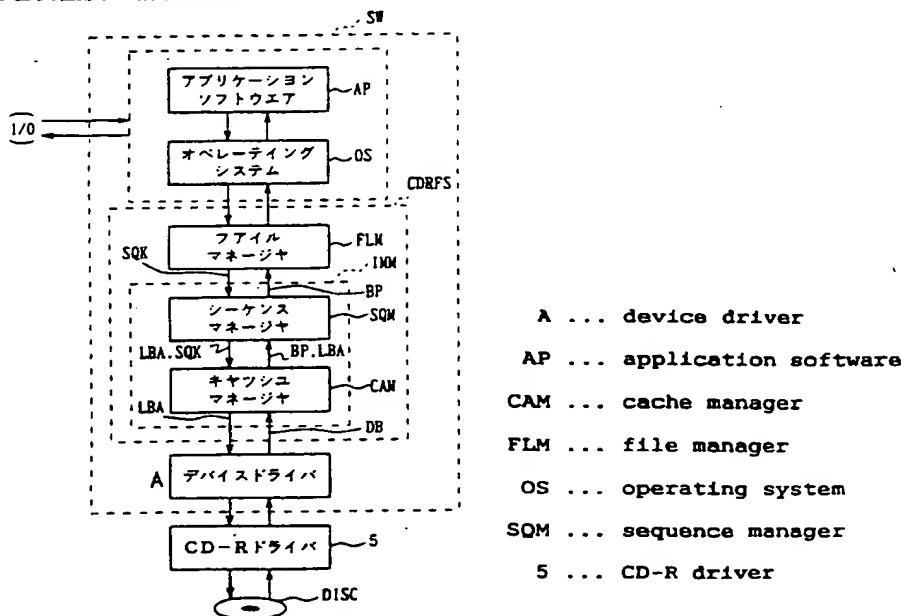 SW
アプリケーション
ソフトウエア
AP
I/O
オペレーティング
システム
OS
CDRFS
フアイル
マネージャ
FLM
SQK
IMM
BP
シーケンス
マネージャ
SQM
LBA.SQK
BP.LBA
キャツシユ
マネージャ
CAM
LBA
DB
A
デバイスドライバ
CD-Rドライバ
5
DISC
A ... device driver
AP ... application software
CAM ... cache manager
FLM ... file manager
OS ... operating system
SQM ... sequence manager
5 ... CD-R driver